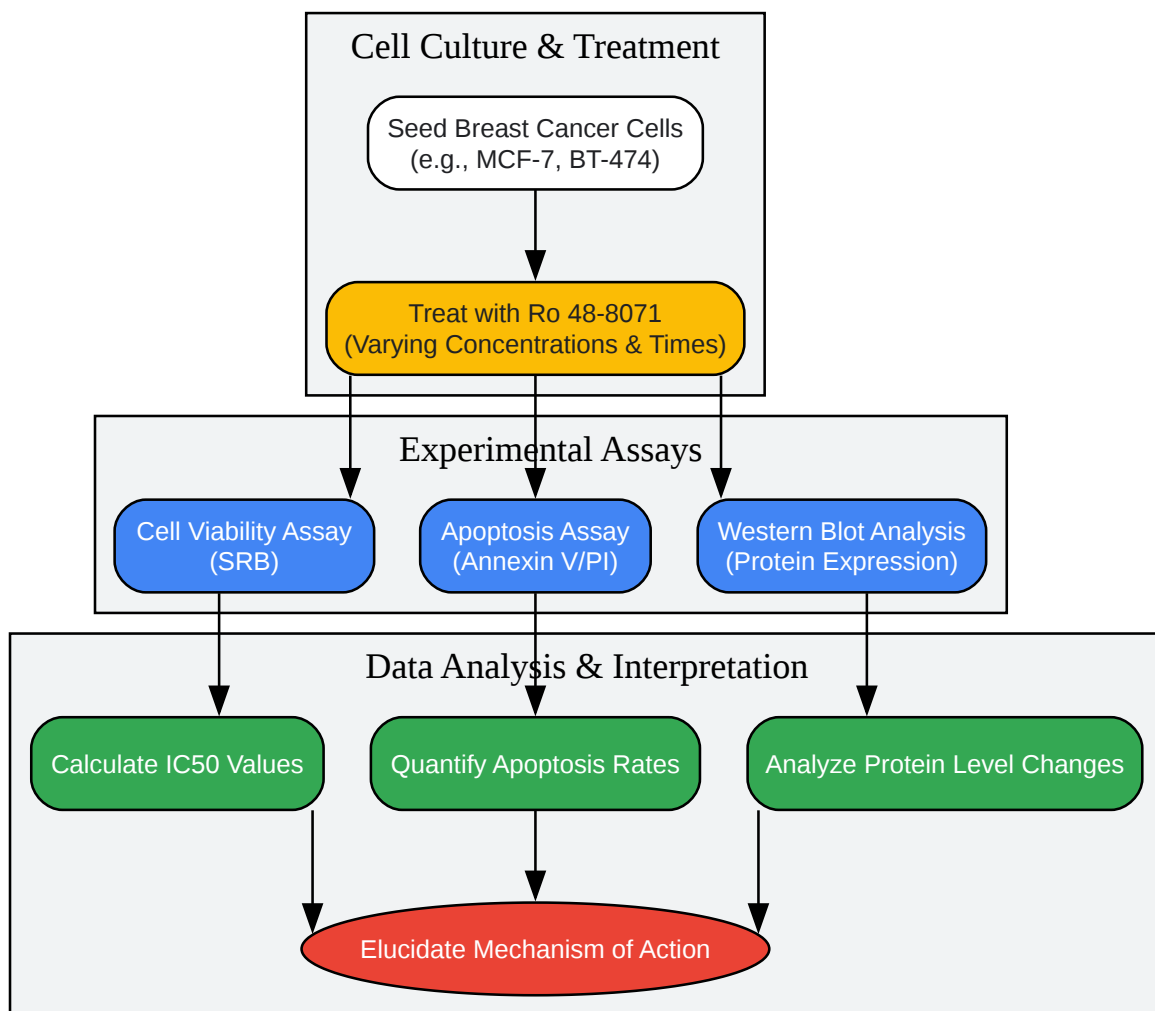 Cell Culture & Treatment
Seed Breast Cancer Cells
(e.g., MCF-7, BT-474)
Treat with Ro 48-8071
(Varying Concentrations & Times)
Experimental Assays
Cell Viability Assay
(SRB)
Apoptosis Assay
(Annexin V/PI)
Western Blot Analysis
(Protein Expression)
Data Analysis & Interpretation
Calculate IC50 Values
Quantify Apoptosis Rates
Analyze Protein Level Changes
Elucidate Mechanism of Action